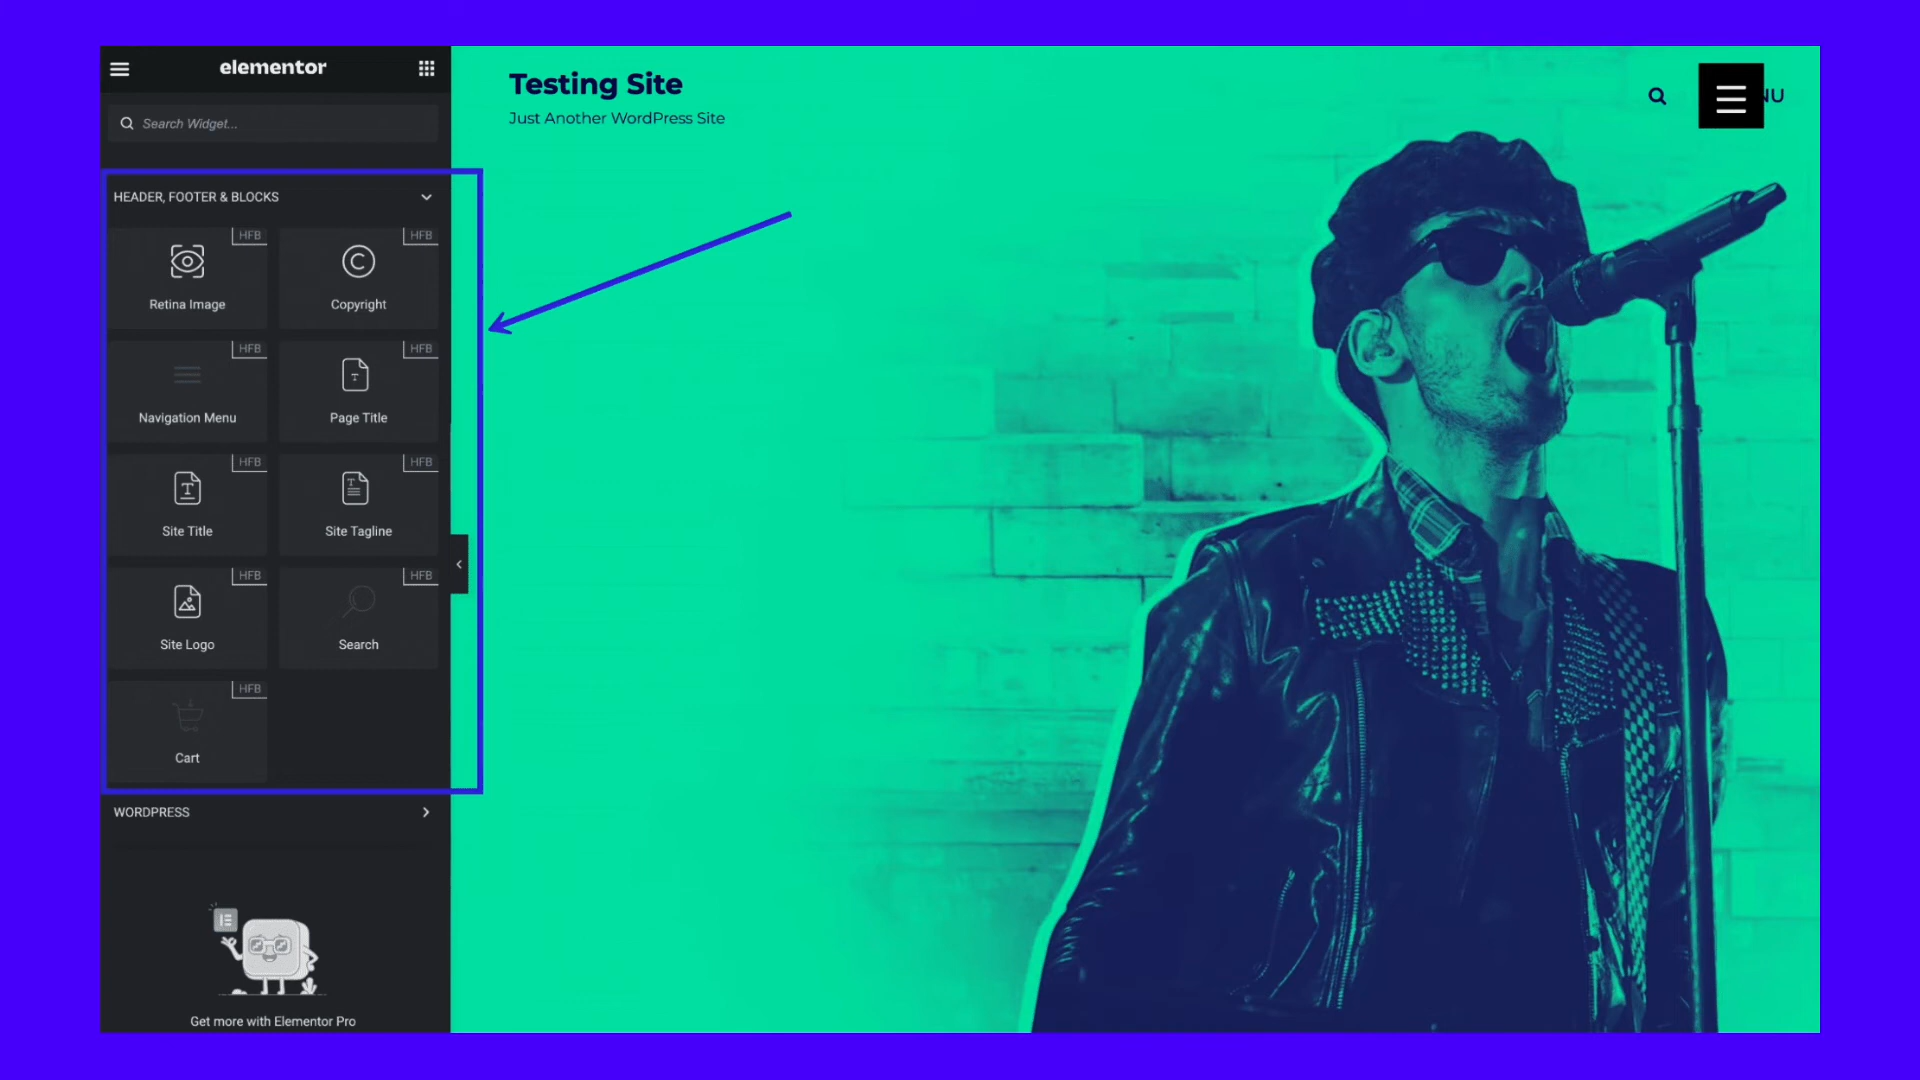 elementor
Search Widget...
HEADER, FOOTER & BLOCKS
HFB
Retina Image
HFB
Copyright
HFB
Navigation Menu
HFB
Page Title
HFB
Site Title
HFB
Site Tagline
HFB
Site Logo
HFB
Search
HFB
Cart
WORDPRESS
Get more with Elementor Pro
Testing Site
Just Another WordPress Site
NU